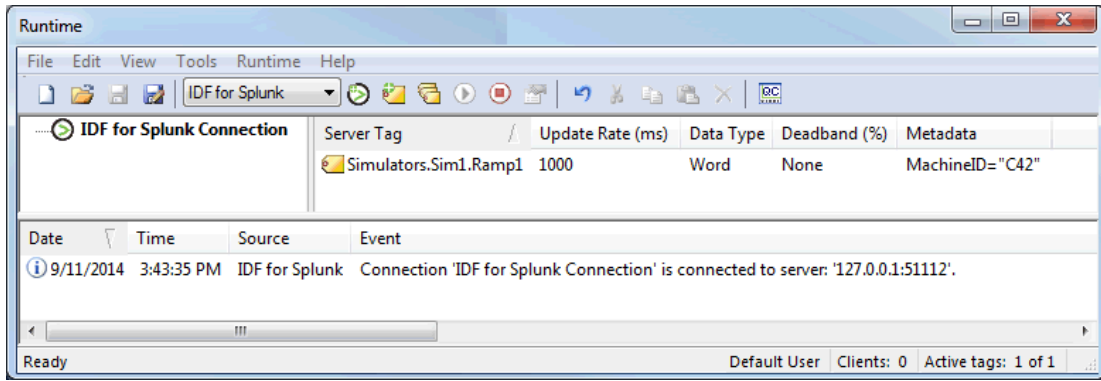 Runtime
File Edit View Tools Runtime Help
IDF for Splunk
QC
IDF for Splunk Connection
Server Tag Update Rate (ms) Data Type Deadband (%) Metadata
Simulators.Sim1.Ramp1 1000 Word None MachineID="C42"
Date Time Source Event
9/11/2014 3:43:35 PM IDF for Splunk Connection 'IDF for Splunk Connection' is connected to server: '127.0.0.1:51112'.
Ready Default User Clients: 0 Active tags: 1 of 1